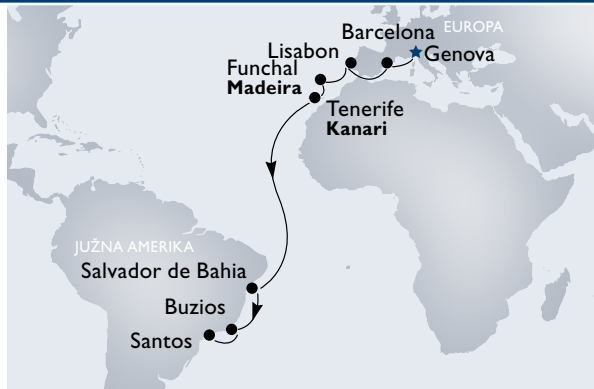 Barcelona
EUROPA
Lisabon
Genova
Funchal
Madeira
Tenerife
Kanari
JUŽNA AMERIKA
Salvador de Bahia
Buzios
Santos